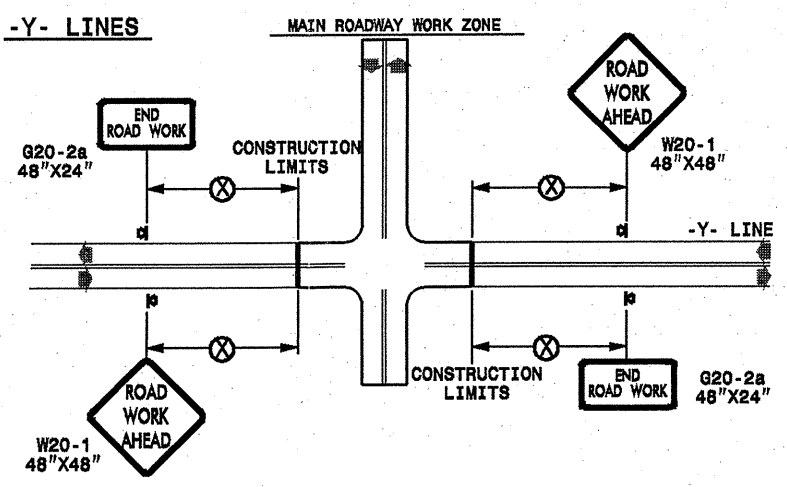 -Y- LINES
MAIN ROADWAY WORK ZONE
END
ROAD WORK
G20-2a
48"X24"
CONSTRUCTION
LIMITS
X
X
ROAD
WORK
AHEAD
W20-1
48"X48"
-Y- LINE
X
X
ROAD
WORK
AHEAD
W20-1
48"X48"
CONSTRUCTION
LIMITS
END
ROAD WORK
G20-2a
48"X24"